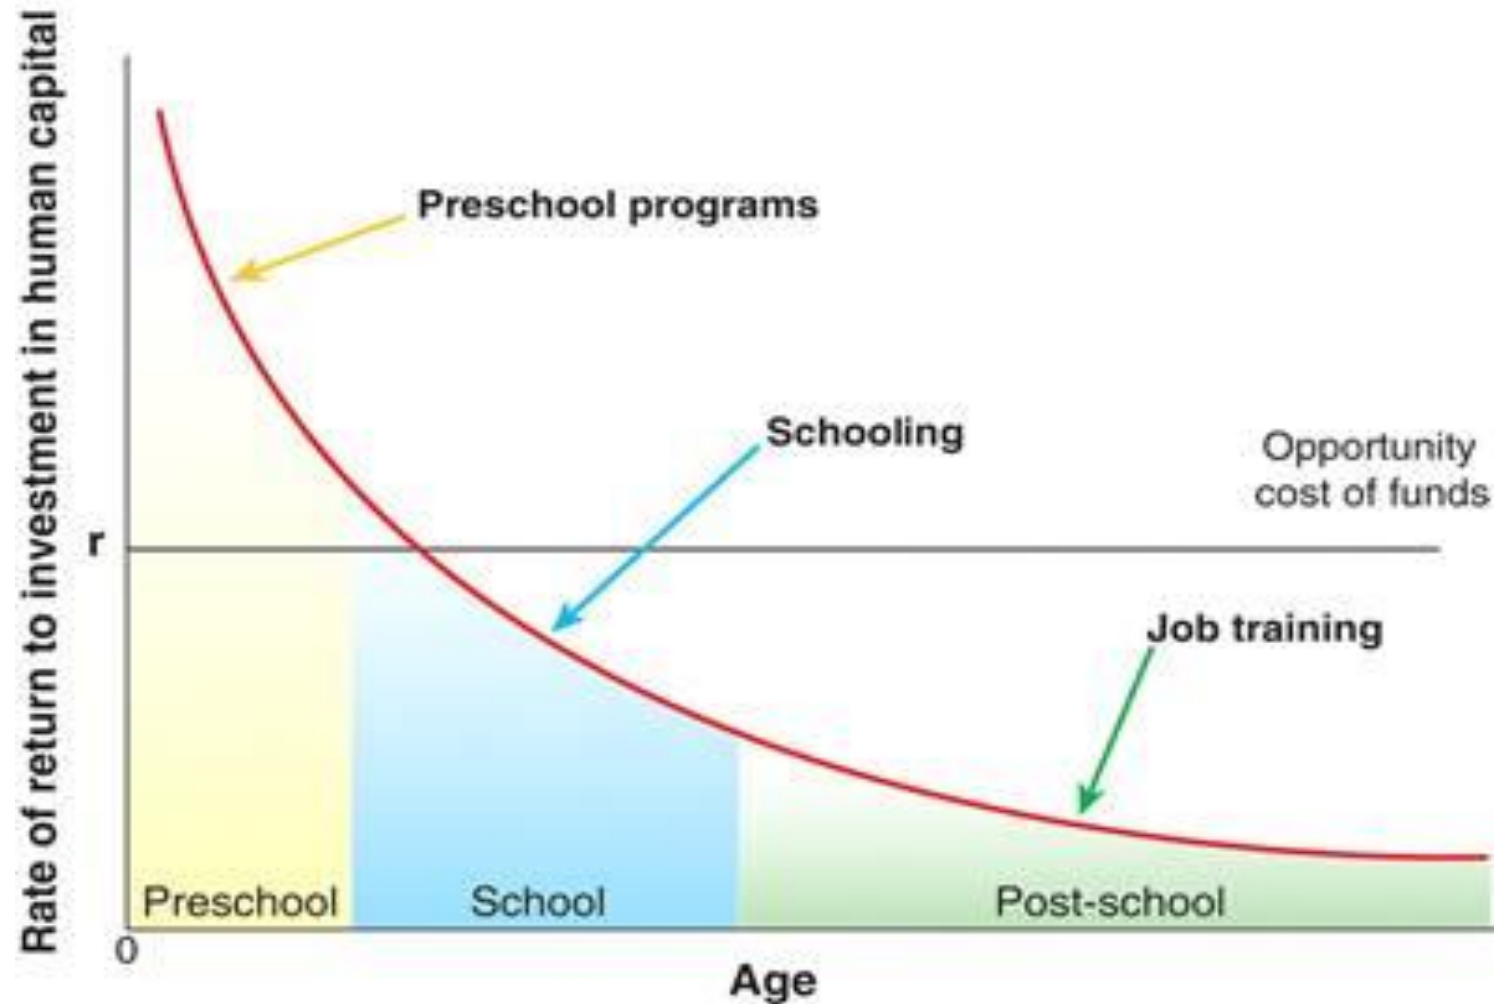 Rate of return to investment in human capital
Preschool programs
Schooling
Opportunity
cost of funds
r
Job training
Preschool
School
Post-school
0
Age